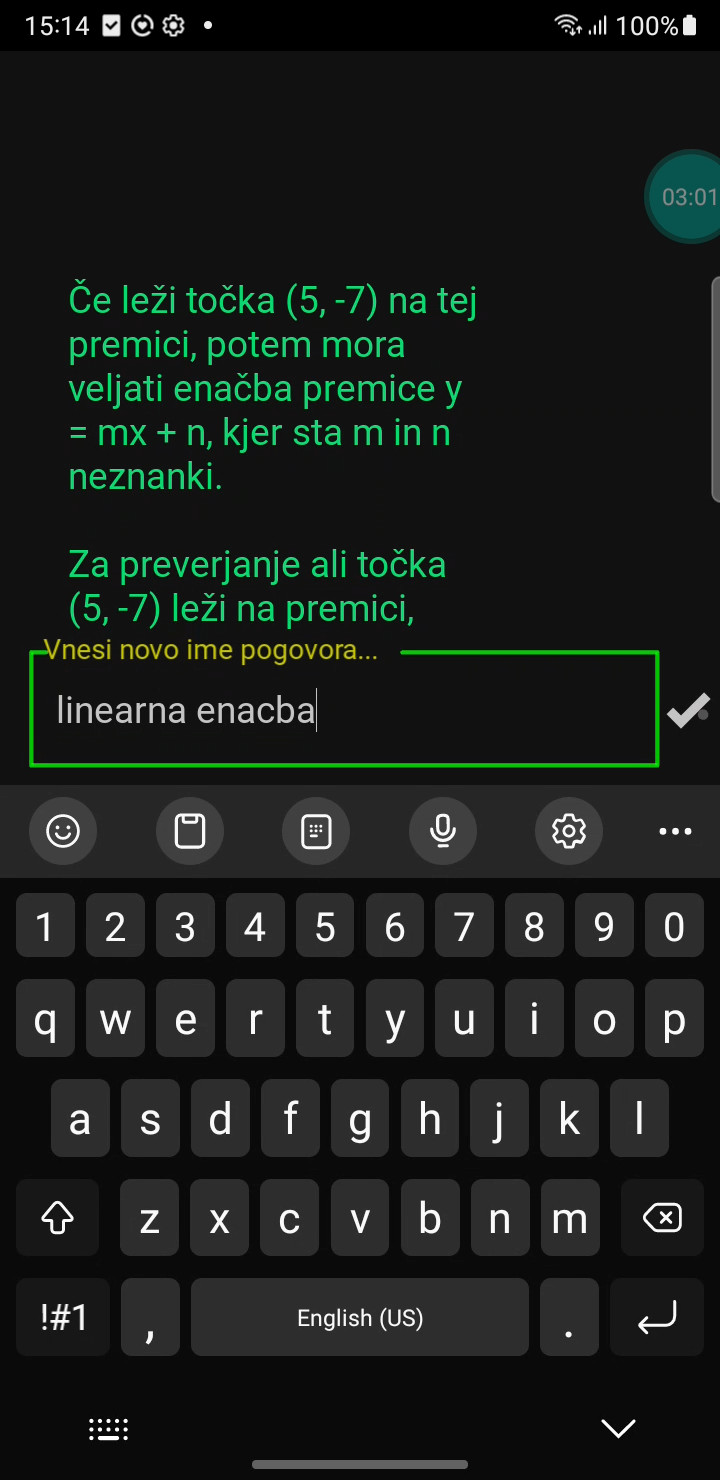 15:14
100%
03:01
Če leži točka (5, -7) na tej
premici, potem mora
veljati enačba premice y
= mx + n, kjer sta m in n
neznanki.
Za preverjanje ali točka
(5, -7) leži na premici,
Vnesi novo ime pogovora...
linearna enacba
1 2 3 4 5 6 7 8 9 0
q w e r t y u i o p
a s d f g h j k l
z x c v b n m
!#1 , English (US) .